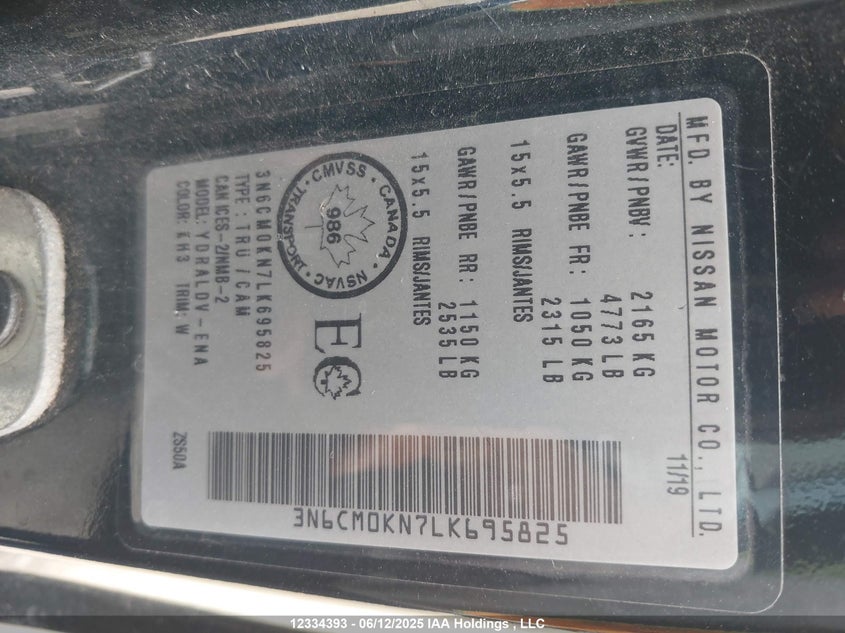 MFD. BY NISSAN MOTOR CO., LTD.
DATE: 11/19
GVWR/PNBV: 2165 KG
4773 LB
GAWR/PNBE FR: 1050 KG
2315 LB
15x5.5 RIMS/JANTES
GAWR/PNBE RR: 1150 KG
2535 LB
15x5.5 RIMS/JANTES
CANADA · CMVSS · TRANSPORT · NSVAC
986
EC
3N6CM0KN7LK695825
TYPE: TRU/CAM
CAN ICES-2/NMB-2
MODEL: YDRALDV-ENA
COLOR: KH3 TRIM: W
ZS50A
3N6CM0KN7LK695825
12334393 - 06/12/2025 IAA Holdings , LLC